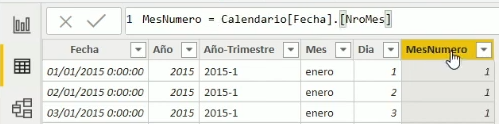 1 MesNumero = Calendario[Fecha].[NroMes]
Fecha Año Año-Trimestre Mes Dia MesNumero
01/01/2015 0:00:00 2015 2015-1 enero 1 1
02/01/2015 0:00:00 2015 2015-1 enero 2 1
03/01/2015 0:00:00 2015 2015-1 enero 3 1